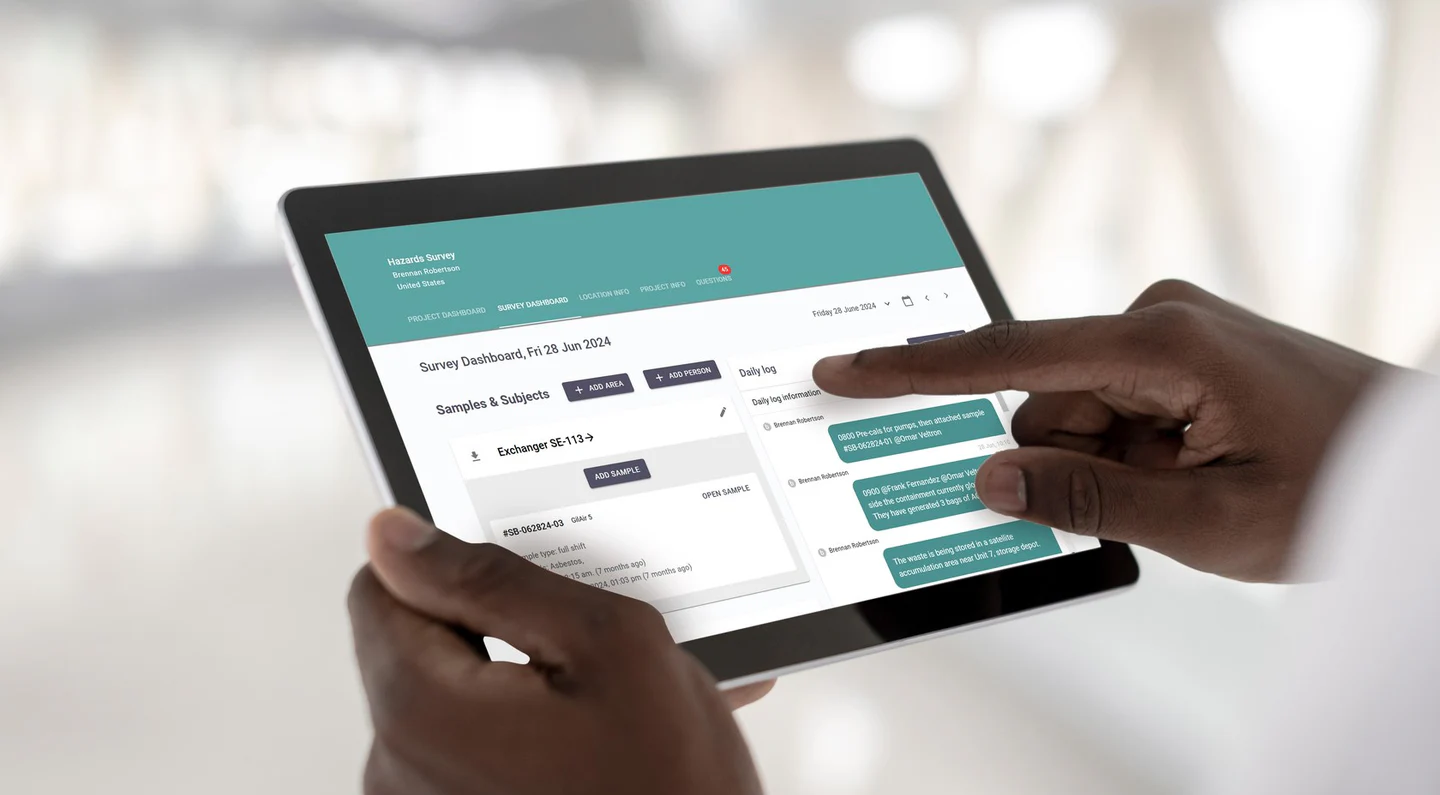 Hazards Survey
Brennan Robertson
United States
PROJECT DASHBOARD SURVEY DASHBOARD LOCATION INFO PROJECT INFO QUESTIONS 45
Survey Dashboard, Fri 28 Jun 2024
Friday 28 June 2024
Samples & Subjects + ADD AREA + ADD PERSON
Exchanger SE-113→
ADD SAMPLE
OPEN SAMPLE
#SB-062824-03 GilAir 5
type: full shift
Asbestos,
15 am. (7 months ago)
01:03 pm (7 months ago)
Daily log
Daily log information
Brennan Robertson
0800 Pre-cals for pumps, then attached sample
#SB-062824-01 @Omar Veltron
Brennan Robertson
0900 @Frank Fernandez @Omar
side the containment currently
They have generated 3 bags of
Brennan Robertson
The waste is being stored in a satellite
accumulation area near Unit 7, storage depot.